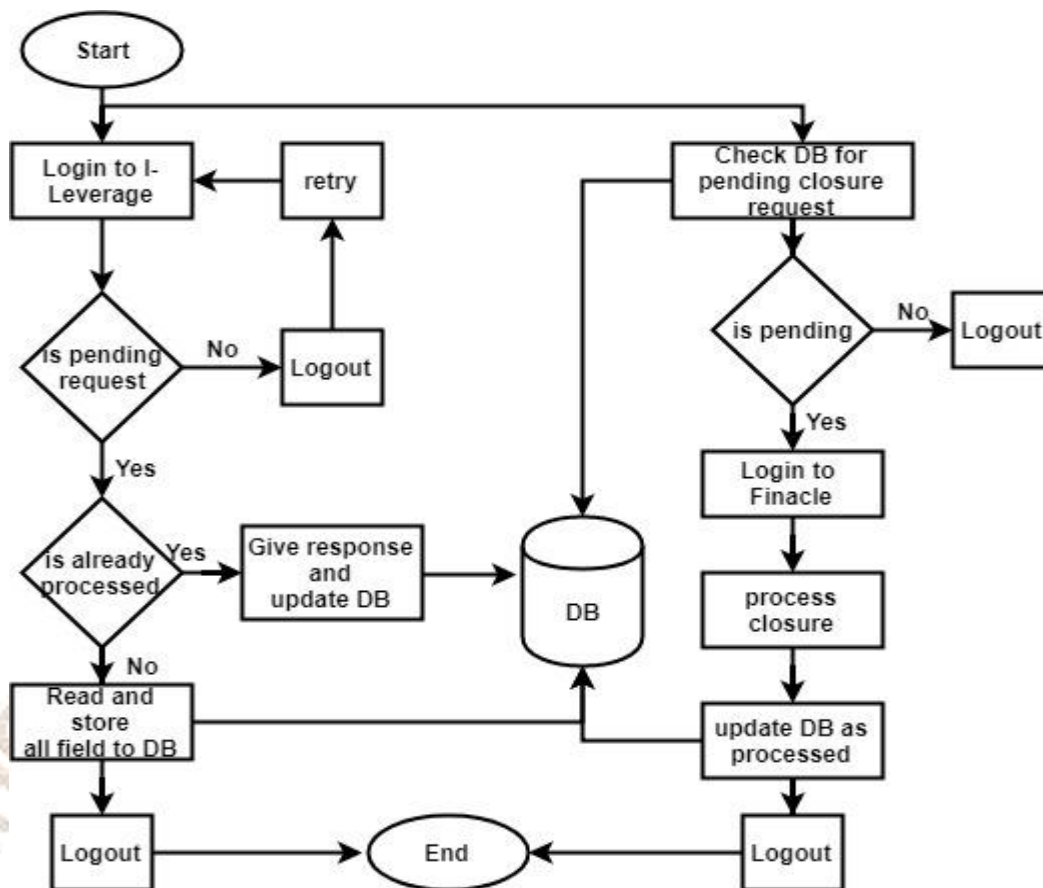 Start
Login to I-
Leverage
retry
Check DB for
pending closure
request
is pending
request
No
Logout
is pending
No
Logout
Yes
Yes
Login to
Finacle
is already
processed
Yes
Give response
and
update DB
DB
process
closure
No
Read and
store
all field to DB
update DB as
processed
Logout
End
Logout